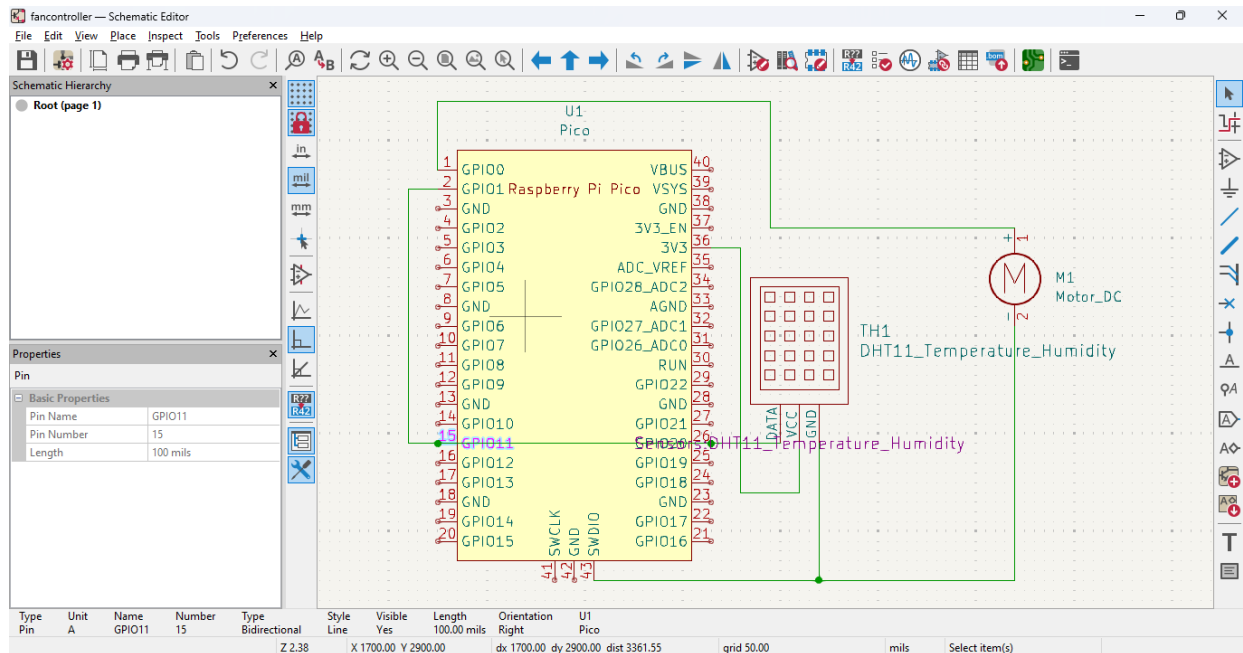 fancontroller — Schematic Editor
File Edit View Place Inspect Tools Preferences Help
Schematic Hierarchy
Root (page 1)
in
mil
mm
R??
R42
Properties
Pin
Basic Properties
Pin Name GPIO11
Pin Number 15
Length 100 mils
U1
Pico
Raspberry Pi Pico
1 GPIO0 VBUS 40
2 GPIO1 VSYS 39
3 GND GND 38
4 GPIO2 3V3_EN 37
5 GPIO3 3V3 36
6 GPIO4 ADC_VREF 35
7 GPIO5 GPIO28_ADC2 34
8 GND AGND 33
9 GPIO6 GPIO27_ADC1 32
10 GPIO7 GPIO26_ADC0 31
11 GPIO8 RUN 30
12 GPIO9 GPIO22 29
13 GND GND 28
14 GPIO10 GPIO21 27
15 GPIO11 GPIO20 26
16 GPIO12 GPIO19 25
17 GPIO13 GPIO18 24
18 GND GND 23
19 GPIO14 GPIO17 22
20 GPIO15 GPIO16 21
SWCLK GND SWDIO
41 42 43
TH1
DHT11_Temperature_Humidity
DATA VCC GND
Sensors:DHT11_Temperature_Humidity
+ 1
M
M1
Motor_DC
- 2
Type Unit Name Number Type Style Visible Length Orientation U1
Pin A GPIO11 15 Bidirectional Line Yes 100.00 mils Right Pico
Z 2.38 X 1700.00 Y 2900.00 dx 1700.00 dy 2900.00 dist 3361.55 grid 50.00 mils Select item(s)